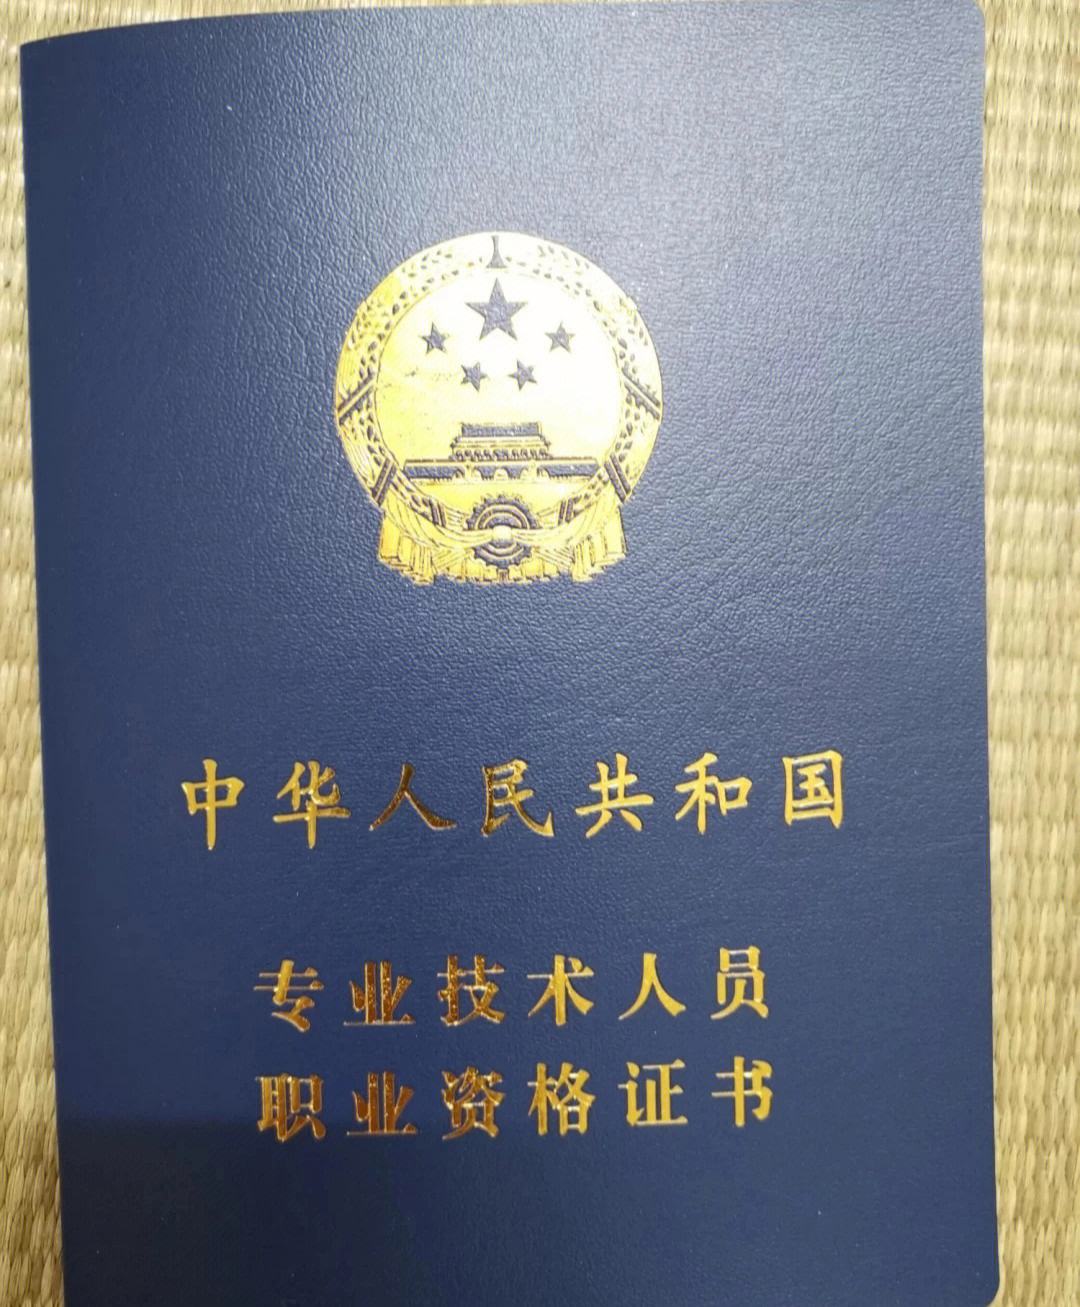 中华人民共和国
专业技术人员
职业资格证书